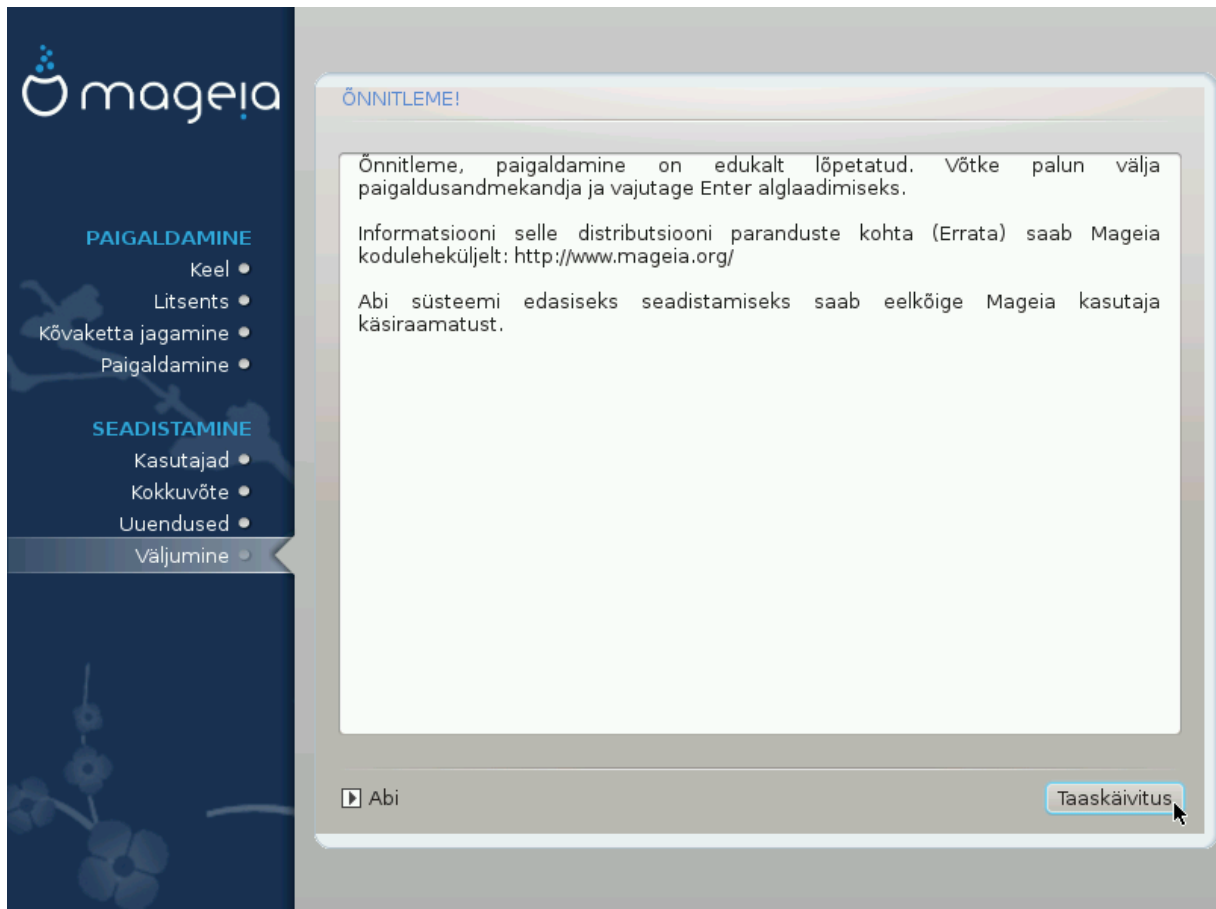 mageia
PAIGALDAMINE
Keel
Litsents
Kõvaketta jagamine
Paigaldamine
SEADISTAMINE
Kasutajad
Kokkuvõte
Uuendused
Väljumine
ÕNNITLEME!
Õnnitleme, paigaldamine on edukalt lõpetatud. Võtke palun välja
paigaldusandmekandja ja vajutage Enter alglaadimiseks.
Informatsiooni selle distributsiooni paranduste kohta (Errata) saab Mageia
koduleheküljelt: http://www.mageia.org/
Abi süsteemi edasiseks seadistamiseks saab eelkõige Mageia kasutaja
käsiraamatust.
Abi
Taaskäivitus